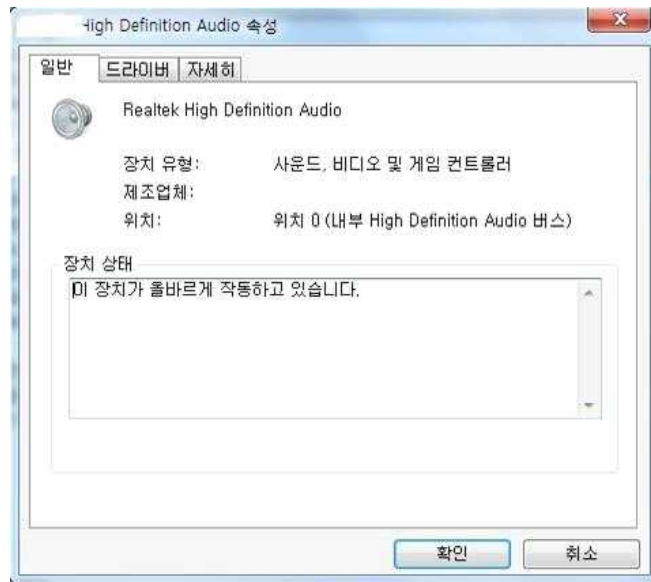 High Definition Audio 속성
일반 드라이버 자세히
Realtek High Definition Audio
장치 유형: 사운드, 비디오 및 게임 컨트롤러
제조업체:
위치: 위치 0 (내부 High Definition Audio 버스)
장치 상태
이 장치가 올바르게 작동하고 있습니다.
확인 취소